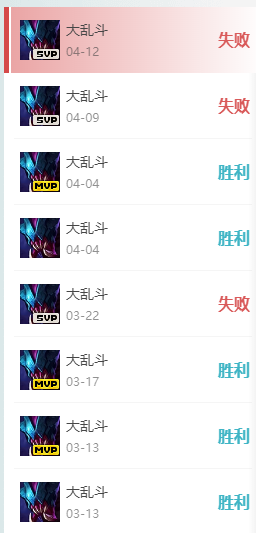 大乱斗
失败
SVP
04-12
大乱斗
失败
SVP
04-09
大乱斗
胜利
MVP
04-04
大乱斗
胜利
04-04
大乱斗
失败
SVP
03-22
大乱斗
胜利
MVP
03-17
大乱斗
胜利
MVP
03-13
大乱斗
胜利
03-13